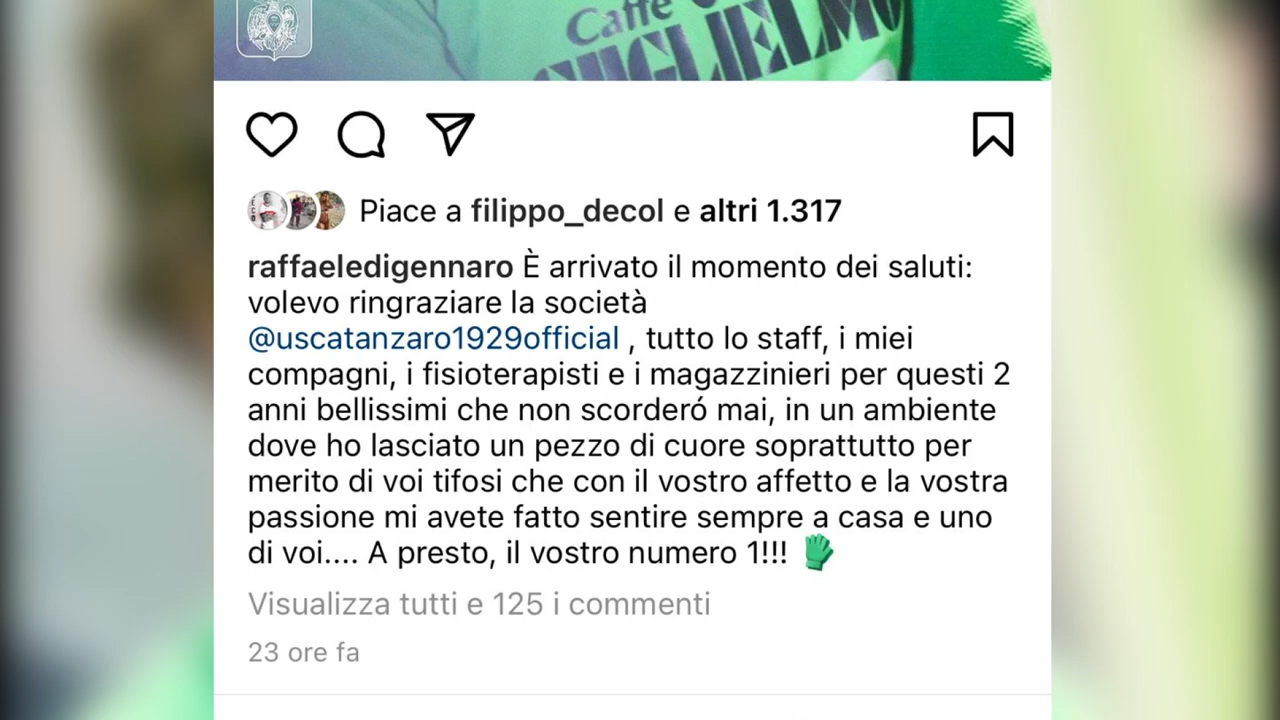 Caffe
GUGLIELMO
Piace a filippo_decol e altri 1.317
raffaeledigennaro È arrivato il momento dei saluti:
volevo ringraziare la società
@uscatanzaro1929official , tutto lo staff, i miei
compagni, i fisioterapisti e i magazzinieri per questi 2
anni bellissimi che non scorderó mai, in un ambiente
dove ho lasciato un pezzo di cuore soprattutto per
merito di voi tifosi che con il vostro affetto e la vostra
passione mi avete fatto sentire sempre a casa e uno
di voi.... A presto, il vostro numero 1!!! 🧤
Visualizza tutti e 125 i commenti
23 ore fa